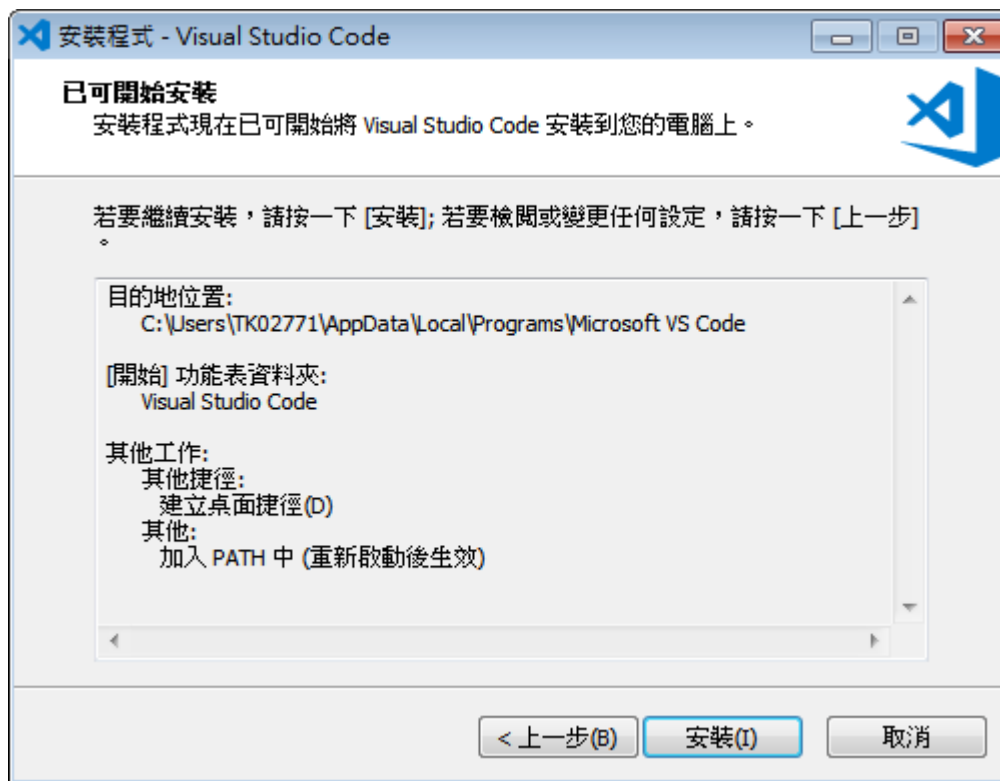 安裝程式 - Visual Studio Code
已可開始安裝
安裝程式現在已可開始將 Visual Studio Code 安裝到您的電腦上。
若要繼續安裝，請按一下 [安裝]; 若要檢閱或變更任何設定，請按一下 [上一步]
。
目的地位置:
C:\Users\TK02771\AppData\Local\Programs\Microsoft VS Code
[開始] 功能表資料夾:
Visual Studio Code
其他工作:
其他捷徑:
建立桌面捷徑(D)
其他:
加入 PATH 中 (重新啟動後生效)
< 上一步(B)
安裝(I)
取消